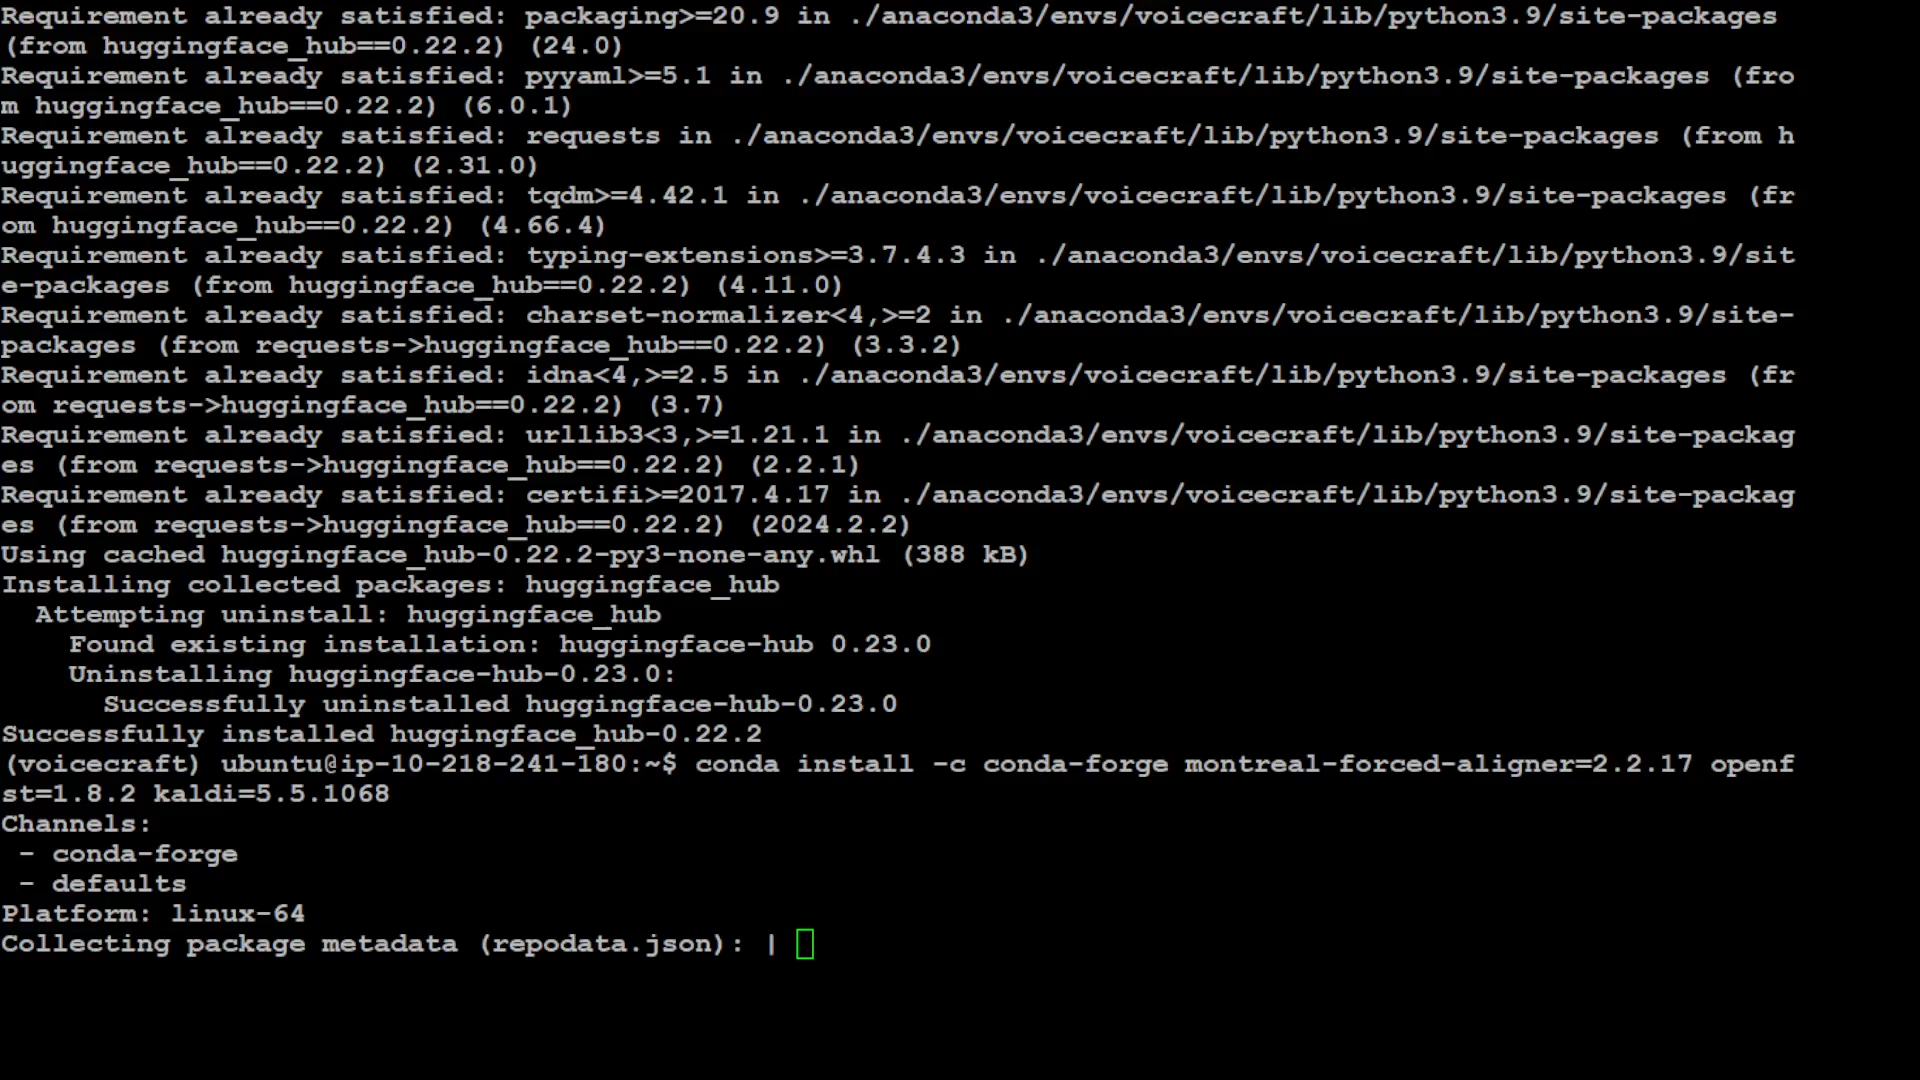 Requirement already satisfied: packaging>=20.9 in ./anaconda3/envs/voicecraft/lib/python3.9/site-packages
(from huggingface_hub==0.22.2) (24.0)
Requirement already satisfied: pyyaml>=5.1 in ./anaconda3/envs/voicecraft/lib/python3.9/site-packages (fro
m huggingface_hub==0.22.2) (6.0.1)
Requirement already satisfied: requests in ./anaconda3/envs/voicecraft/lib/python3.9/site-packages (from h
uggingface_hub==0.22.2) (2.31.0)
Requirement already satisfied: tqdm>=4.42.1 in ./anaconda3/envs/voicecraft/lib/python3.9/site-packages (fr
om huggingface_hub==0.22.2) (4.66.4)
Requirement already satisfied: typing-extensions>=3.7.4.3 in ./anaconda3/envs/voicecraft/lib/python3.9/sit
e-packages (from huggingface_hub==0.22.2) (4.11.0)
Requirement already satisfied: charset-normalizer<4,>=2 in ./anaconda3/envs/voicecraft/lib/python3.9/site-
packages (from requests->huggingface_hub==0.22.2) (3.3.2)
Requirement already satisfied: idna<4,>=2.5 in ./anaconda3/envs/voicecraft/lib/python3.9/site-packages (fr
om requests->huggingface_hub==0.22.2) (3.7)
Requirement already satisfied: urllib3<3,>=1.21.1 in ./anaconda3/envs/voicecraft/lib/python3.9/site-packag
es (from requests->huggingface_hub==0.22.2) (2.2.1)
Requirement already satisfied: certifi>=2017.4.17 in ./anaconda3/envs/voicecraft/lib/python3.9/site-packag
es (from requests->huggingface_hub==0.22.2) (2024.2.2)
Using cached huggingface_hub-0.22.2-py3-none-any.whl (388 kB)
Installing collected packages: huggingface_hub
  Attempting uninstall: huggingface_hub
    Found existing installation: huggingface-hub 0.23.0
    Uninstalling huggingface-hub-0.23.0:
      Successfully uninstalled huggingface-hub-0.23.0
Successfully installed huggingface_hub-0.22.2
(voicecraft) ubuntu@ip-10-218-241-180:~$ conda install -c conda-forge montreal-forced-aligner=2.2.17 openf
st=1.8.2 kaldi=5.5.1068
Channels:
 - conda-forge
 - defaults
Platform: linux-64
Collecting package metadata (repodata.json): |